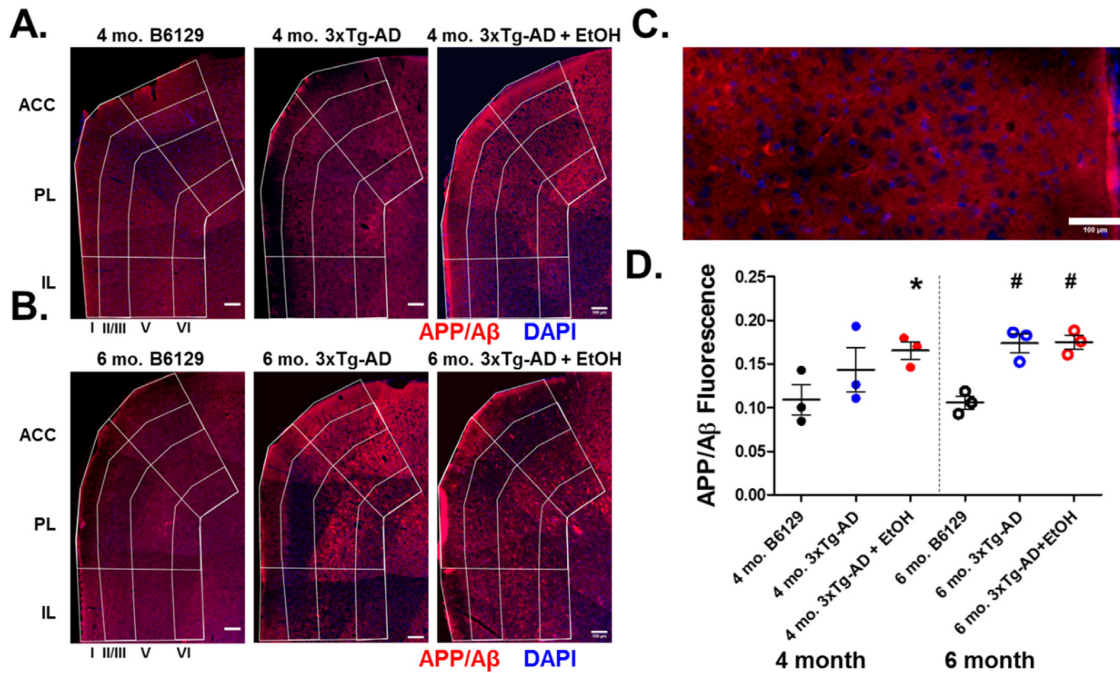 A.
4 mo. B6129 4 mo. 3xTg-AD 4 mo. 3xTg-AD + EtOH
ACC
PL
IL
100 µm
I II/III V VI
APP/Aβ DAPI
B.
6 mo. B6129 6 mo. 3xTg-AD 6 mo. 3xTg-AD + EtOH
ACC
PL
IL
100 µm
I II/III V VI
APP/Aβ DAPI
C.
100 µm
D.
APP/Aβ Fluorescence
0.25
0.20
0.15
0.10
0.05
0.00
* # #
4 mo. B6129
4 mo. 3xTg-AD
4 mo. 3xTg-AD + EtOH
6 mo. B6129
6 mo. 3xTg-AD
6 mo. 3xTg-AD+EtOH
4 month 6 month